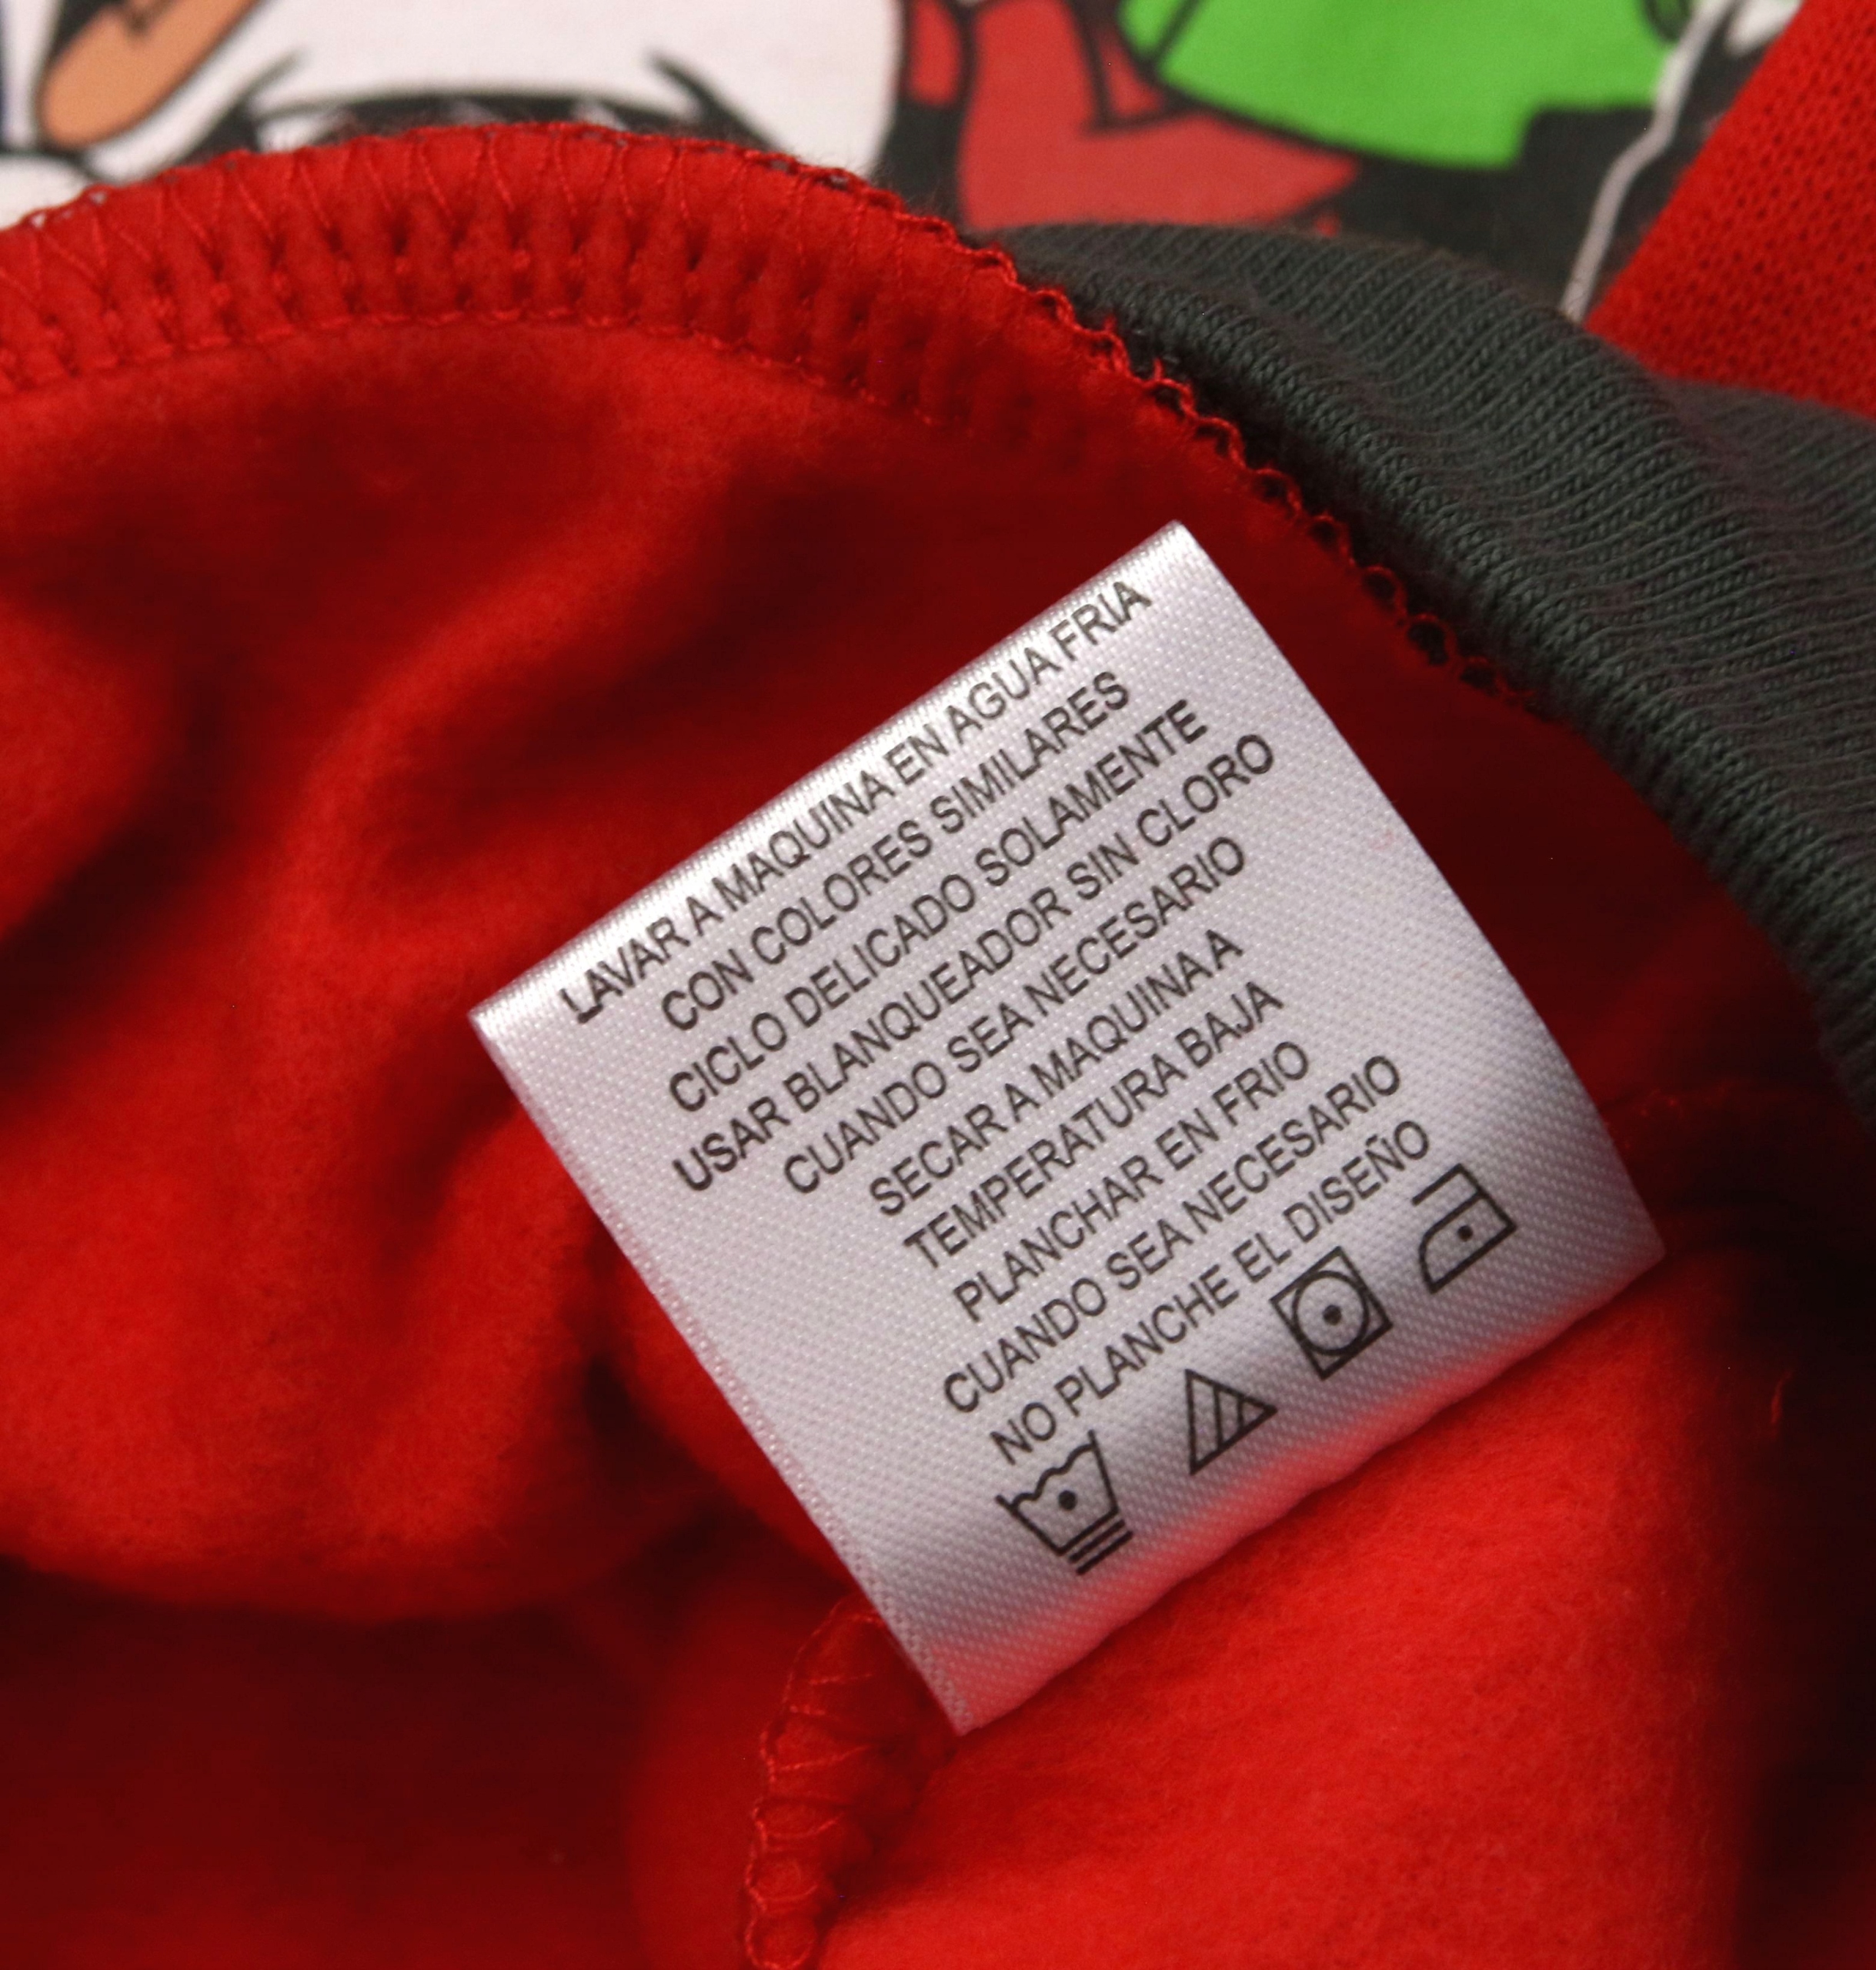 LAVAR A MAQUINA EN AGUA FRIA
CON COLORES SIMILARES
CICLO DELICADO SOLAMENTE
USAR BLANQUEADOR SIN CLORO
CUANDO SEA NECESARIO
SECAR A MAQUINA A
TEMPERATURA BAJA
PLANCHAR EN FRIO
CUANDO SEA NECESARIO
NO PLANCHE EL DISEÑO